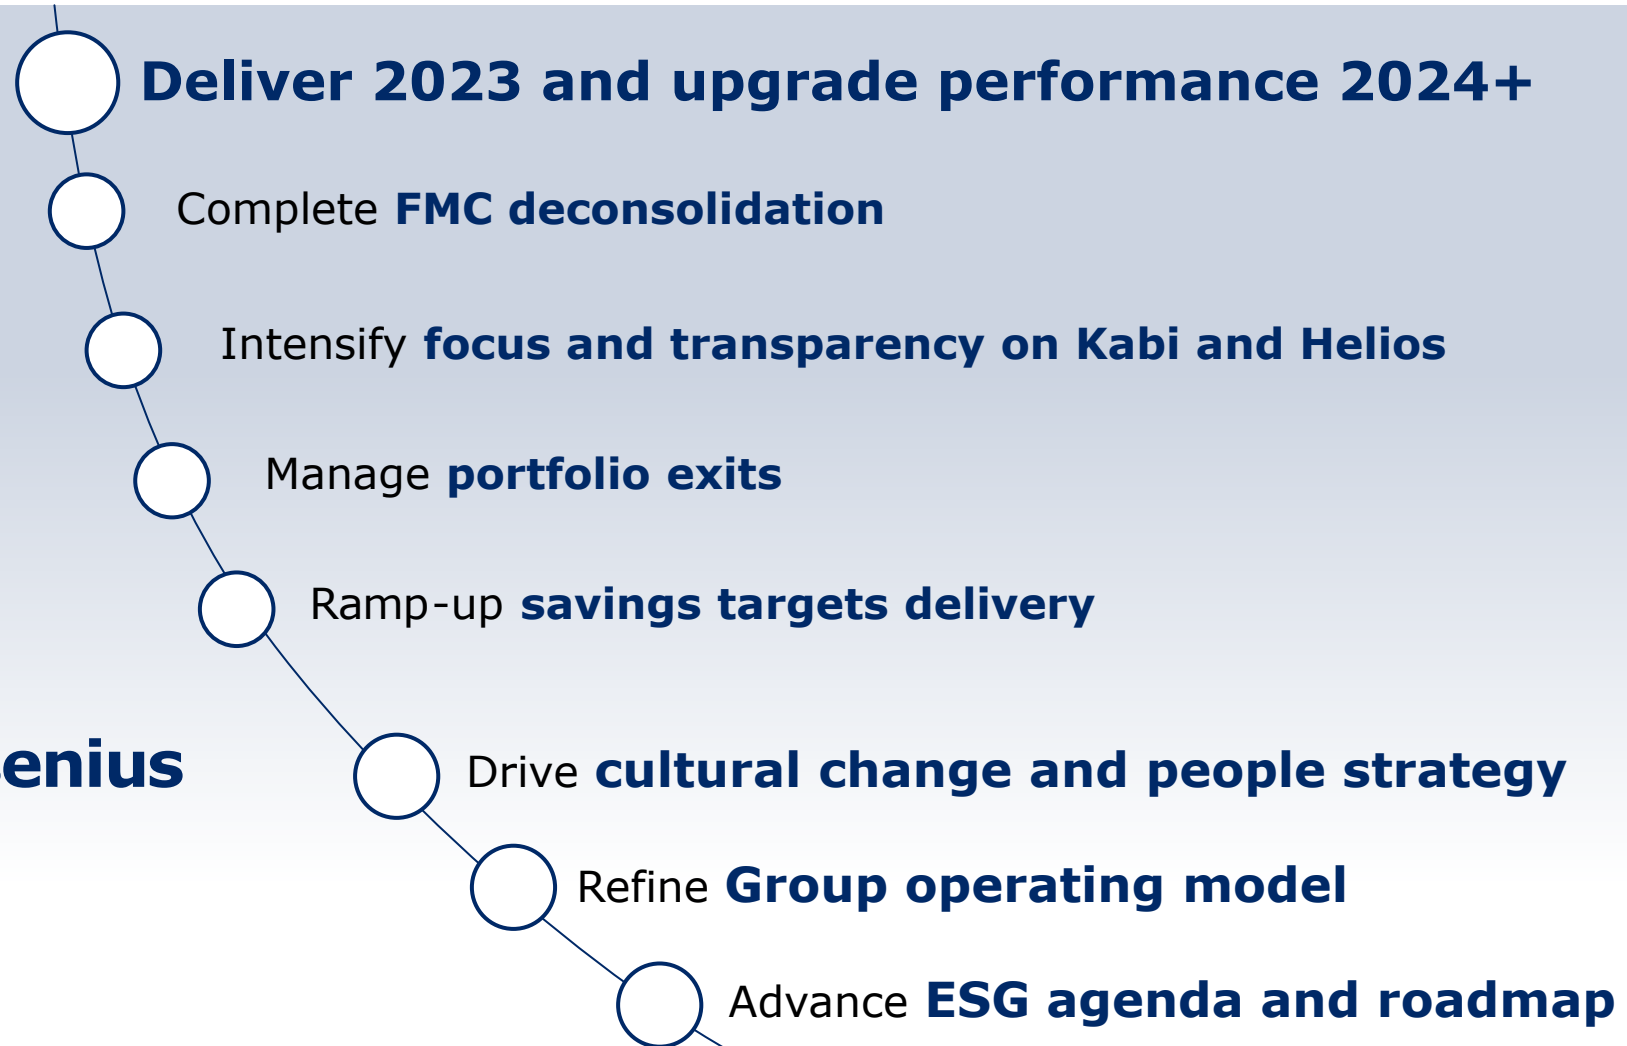 Deliver 2023 and upgrade performance 2024+
Complete FMC deconsolidation
Intensify focus and transparency on Kabi and Helios
Manage portfolio exits
Ramp-up savings targets delivery
enius
Drive cultural change and people strategy
Refine Group operating model
Advance ESG agenda and roadmap